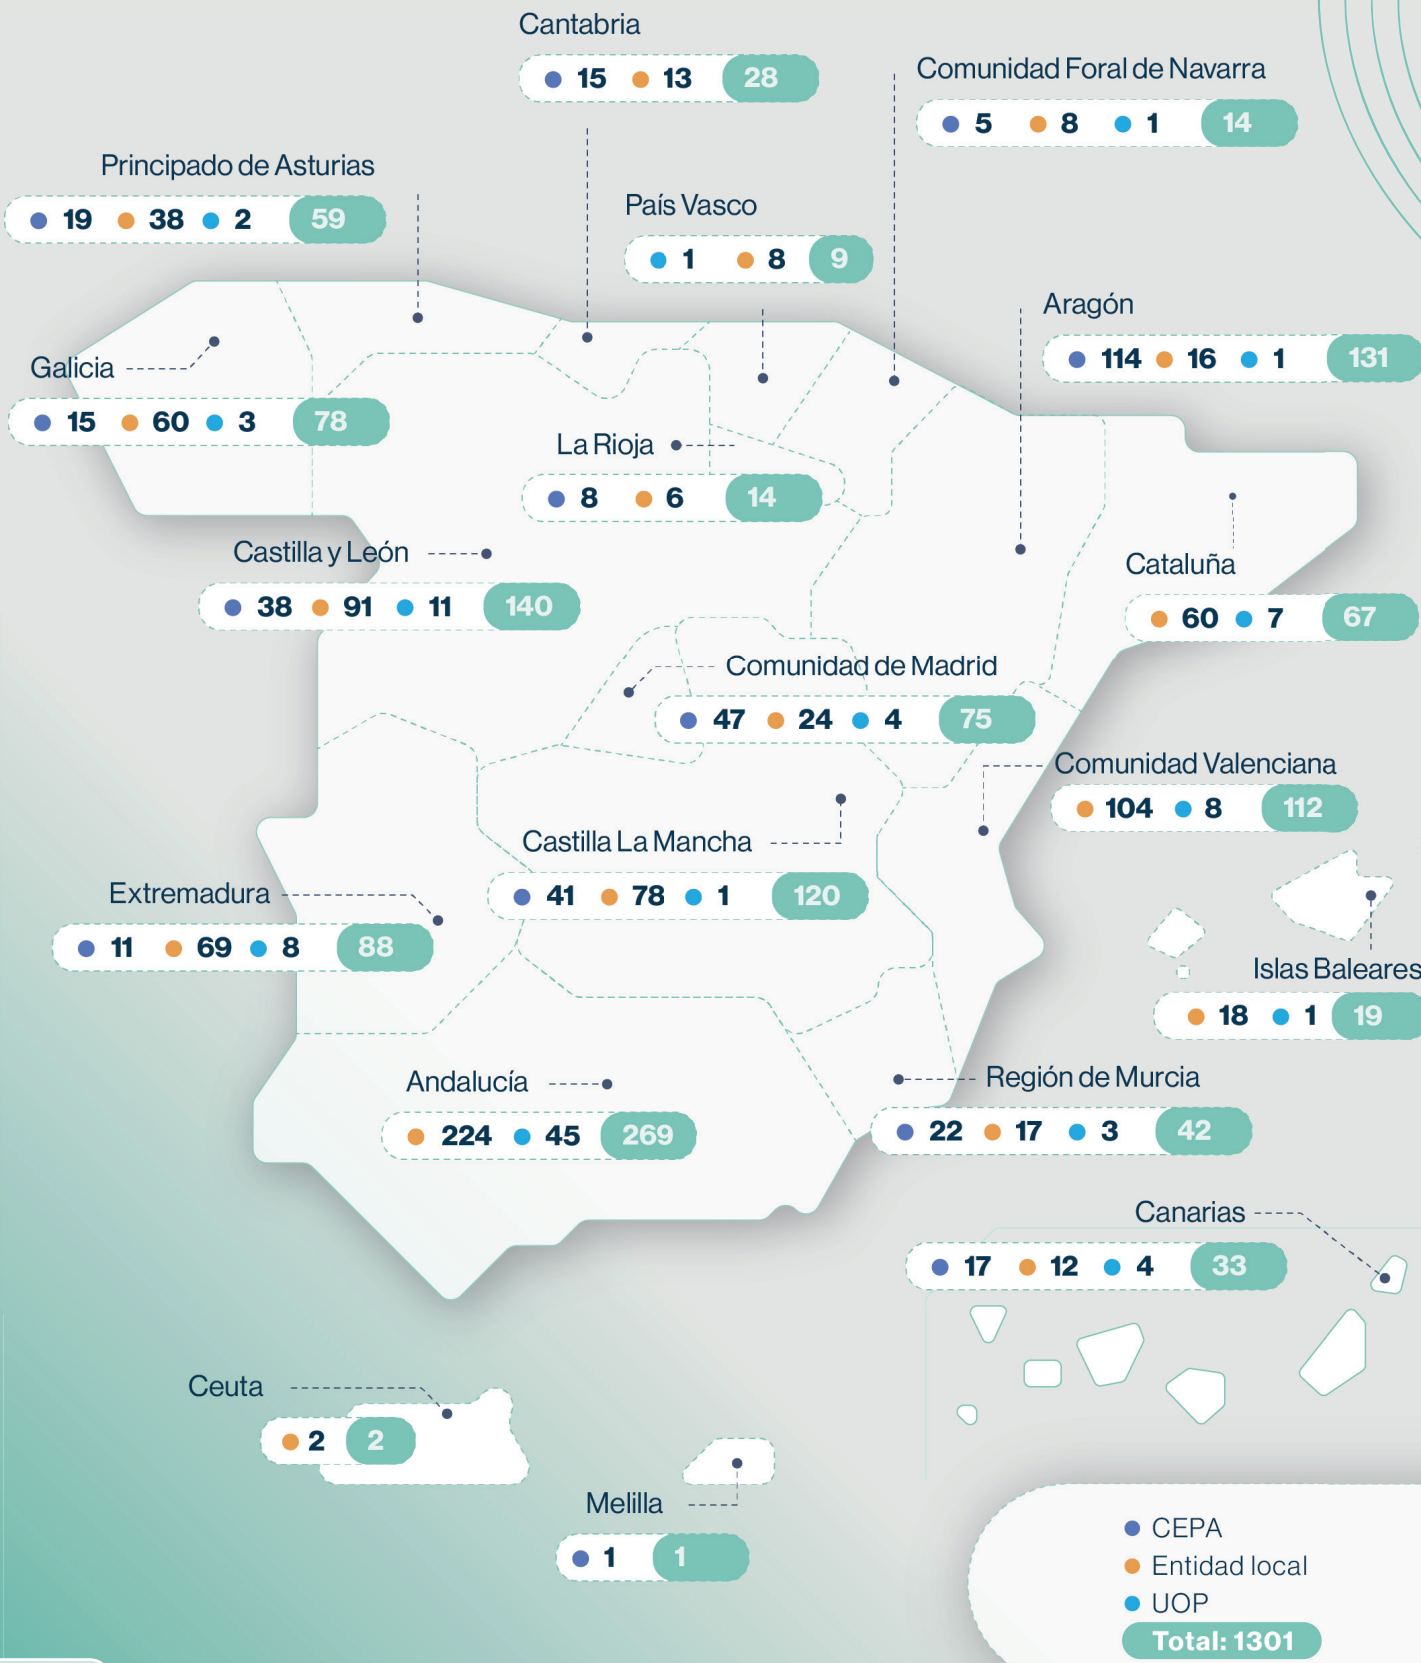 Cantabria
15 13 28
Comunidad Foral de Navarra
5 8 1 14
Principado de Asturias
19 38 2 59
País Vasco
1 8 9
Aragón
114 16 1 131
Galicia
15 60 3 78
La Rioja
8 6 14
Castilla y León
38 91 11 140
Cataluña
60 7 67
Comunidad de Madrid
47 24 4 75
Comunidad Valenciana
104 8 112
Castilla La Mancha
41 78 1 120
Extremadura
11 69 8 88
Islas Baleares
18 1 19
Andalucía
224 45 269
Región de Murcia
22 17 3 42
Canarias
17 12 4 33
Ceuta
2 2
Melilla
1 1
CEPA
Entidad local
UOP
Total: 1301